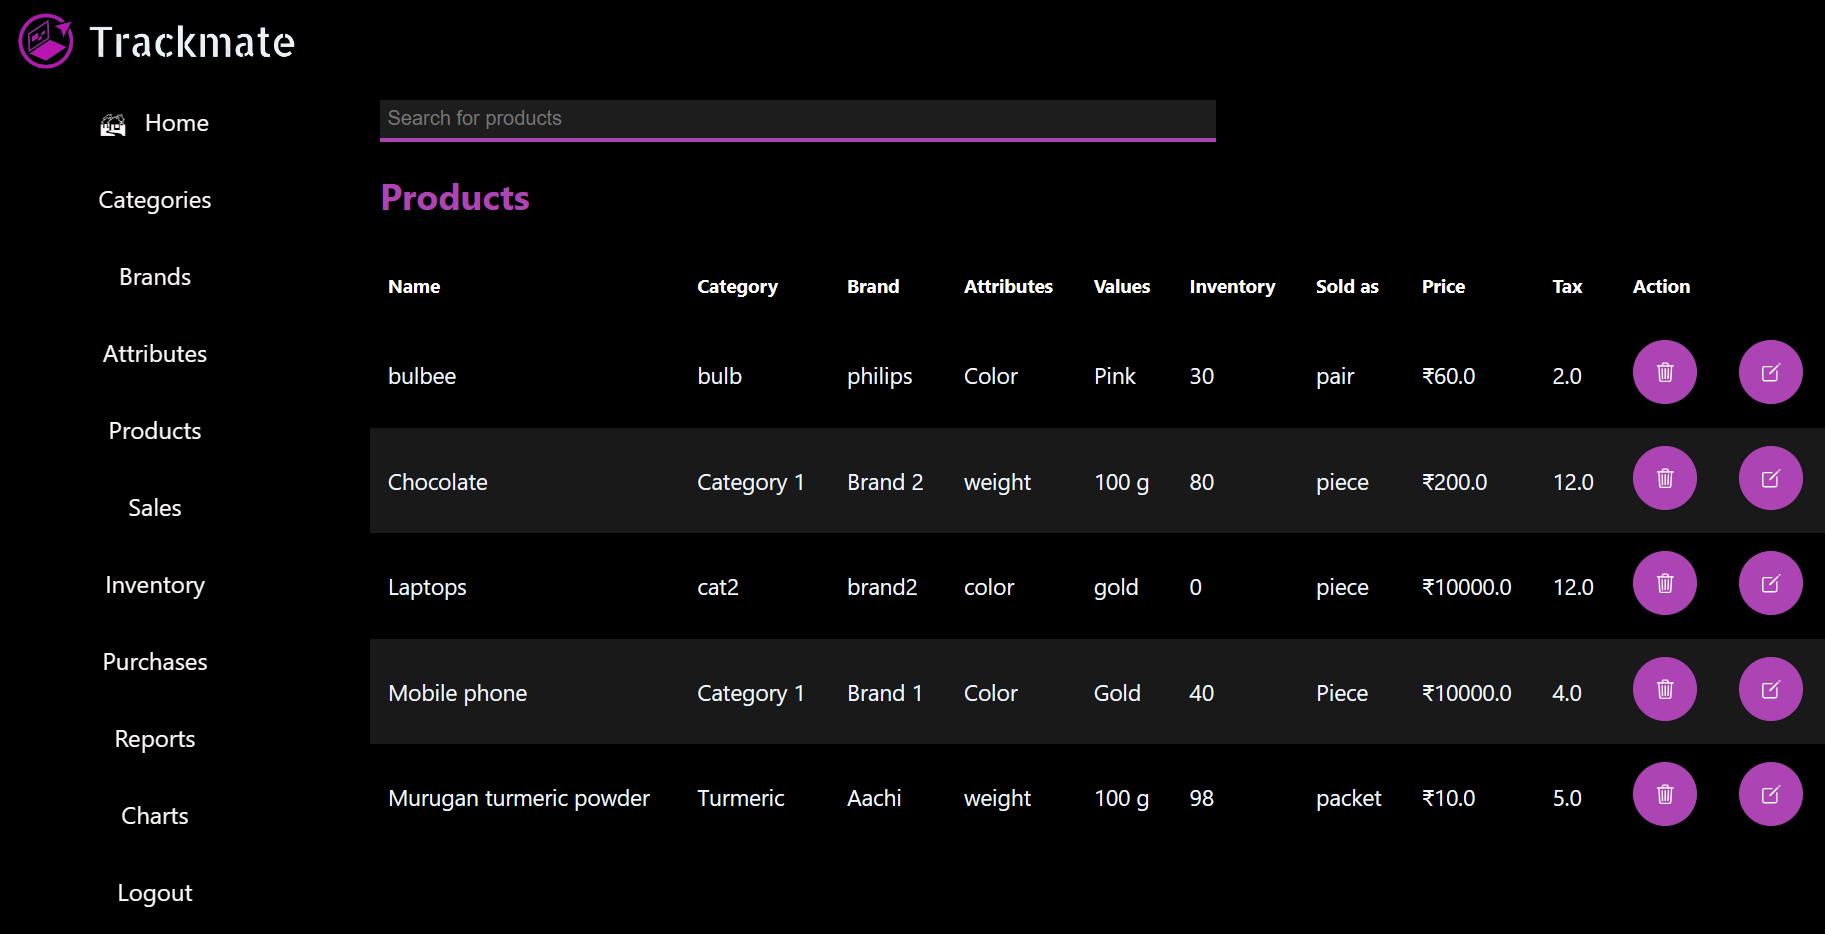 Trackmate
Home
Categories
Brands
Attributes
Products
Sales
Inventory
Purchases
Reports
Charts
Logout
Search for products
Products
Name Category Brand Attributes Values Inventory Sold as Price Tax Action
bulbee bulb philips Color Pink 30 pair ₹60.0 2.0
Chocolate Category 1 Brand 2 weight 100 g 80 piece ₹200.0 12.0
Laptops cat2 brand2 color gold 0 piece ₹10000.0 12.0
Mobile phone Category 1 Brand 1 Color Gold 40 Piece ₹10000.0 4.0
Murugan turmeric powder Turmeric Aachi weight 100 g 98 packet ₹10.0 5.0